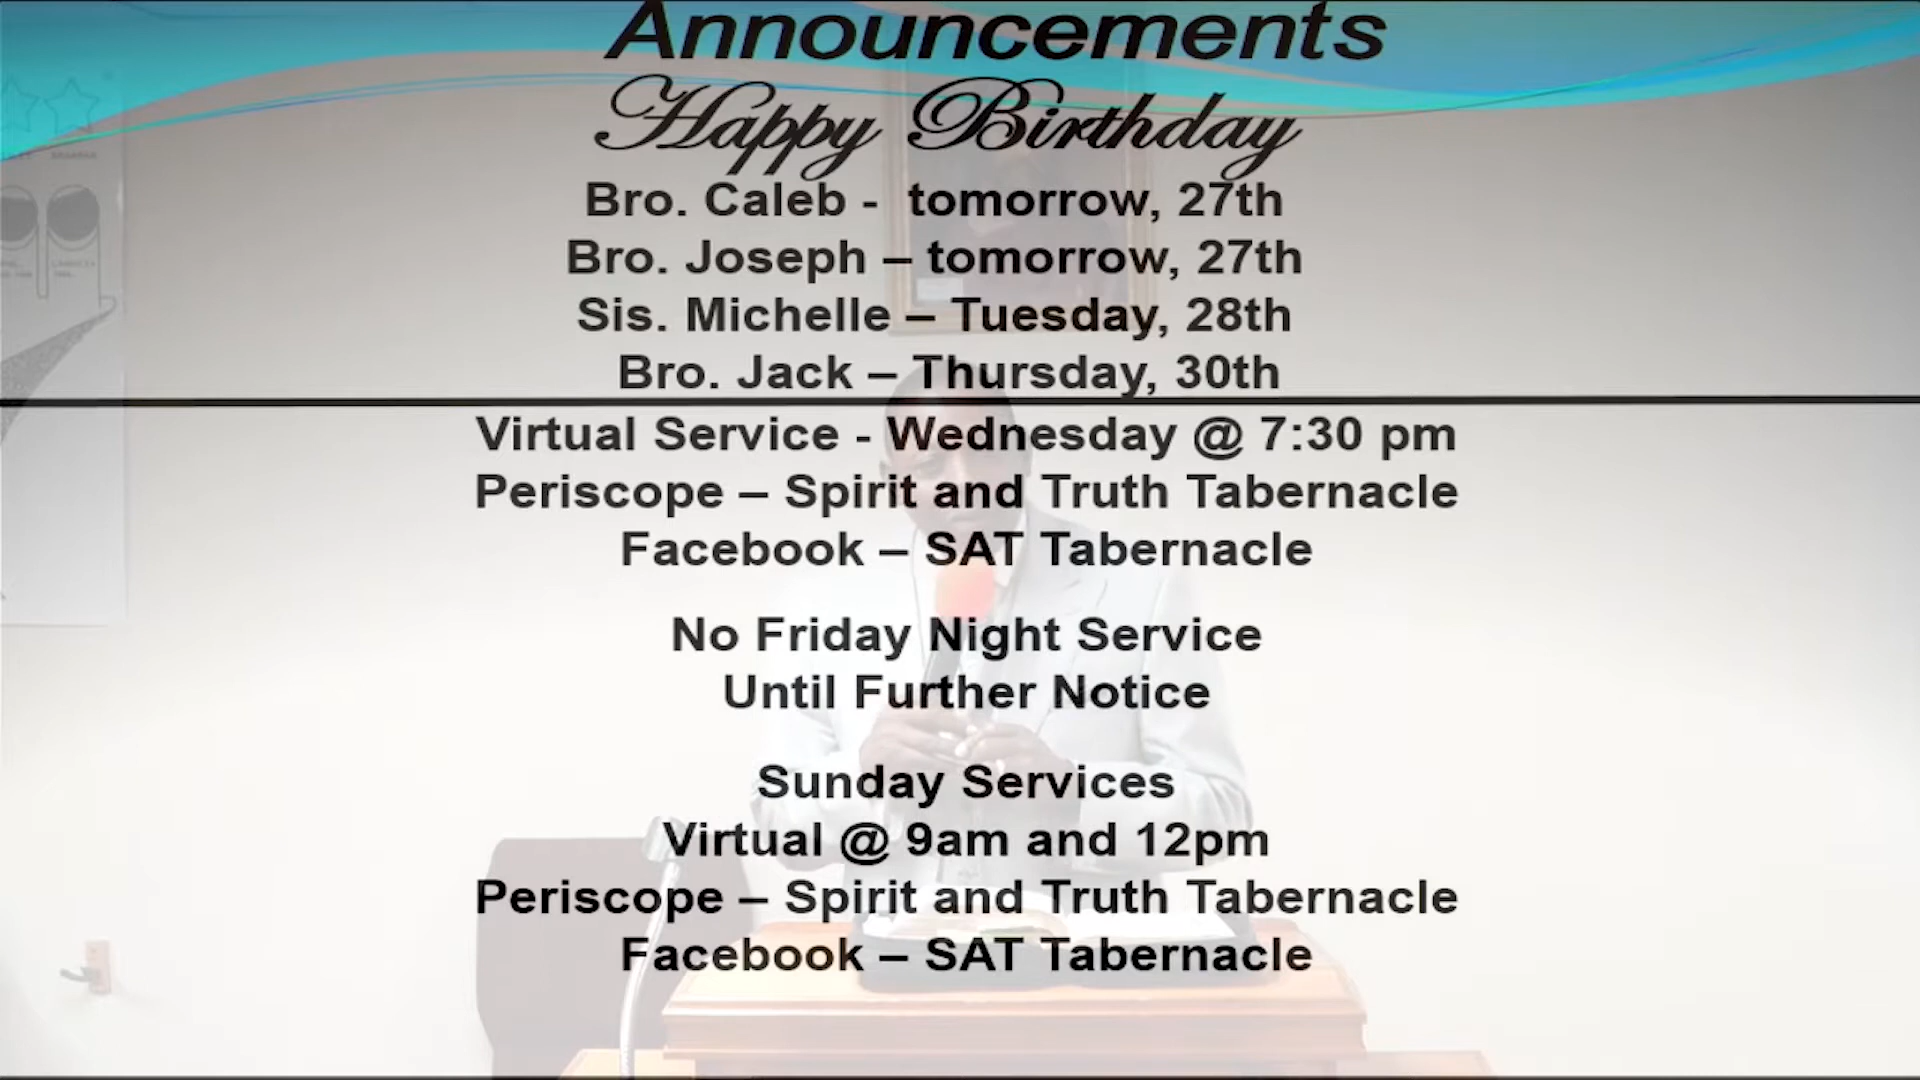 Announcements
Happy Birthday
Bro. Caleb - tomorrow, 27th
Bro. Joseph – tomorrow, 27th
Sis. Michelle – Tuesday, 28th
Bro. Jack – Thursday, 30th
Virtual Service - Wednesday @ 7:30 pm
Periscope – Spirit and Truth Tabernacle
Facebook – SAT Tabernacle
No Friday Night Service
Until Further Notice
Sunday Services
Virtual @ 9am and 12pm
Periscope – Spirit and Truth Tabernacle
Facebook – SAT Tabernacle